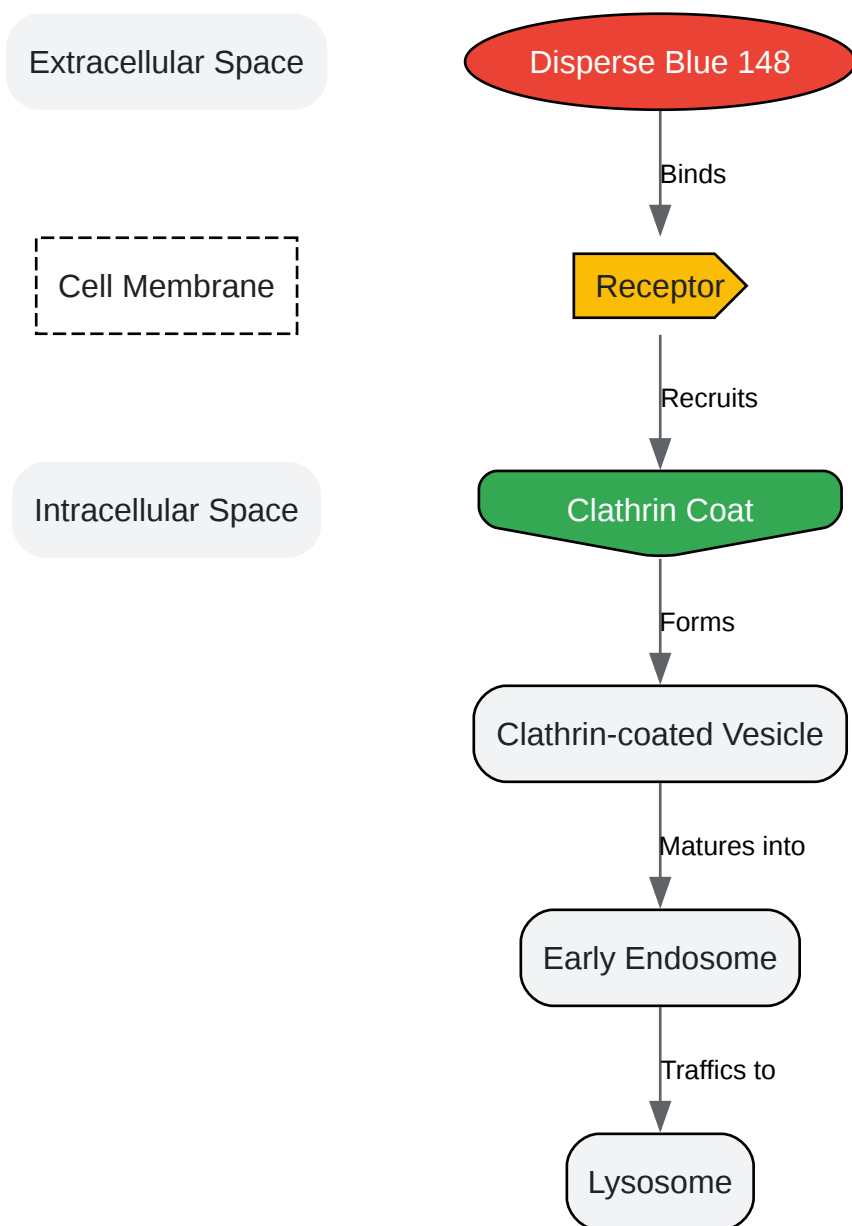 Extracellular Space
Disperse Blue 148
Binds
Cell Membrane
Receptor
Recruits
Intracellular Space
Clathrin Coat
Forms
Clathrin-coated Vesicle
Matures into
Early Endosome
Traffics to
Lysosome